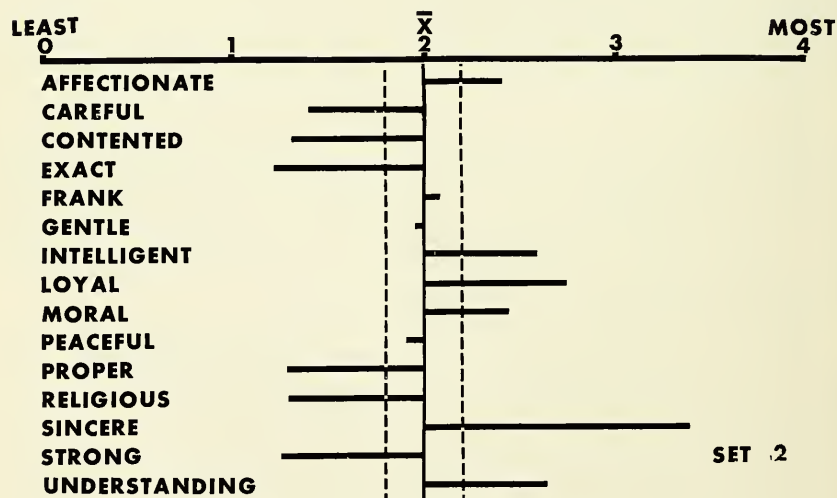 LEAST X̄ MOST
0 1 2 3 4
AFFECTIONATE
CAREFUL
CONTENTED
EXACT
FRANK
GENTLE
INTELLIGENT
LOYAL
MORAL
PEACEFUL
PROPER
RELIGIOUS
SINCERE
STRONG SET 2
UNDERSTANDING